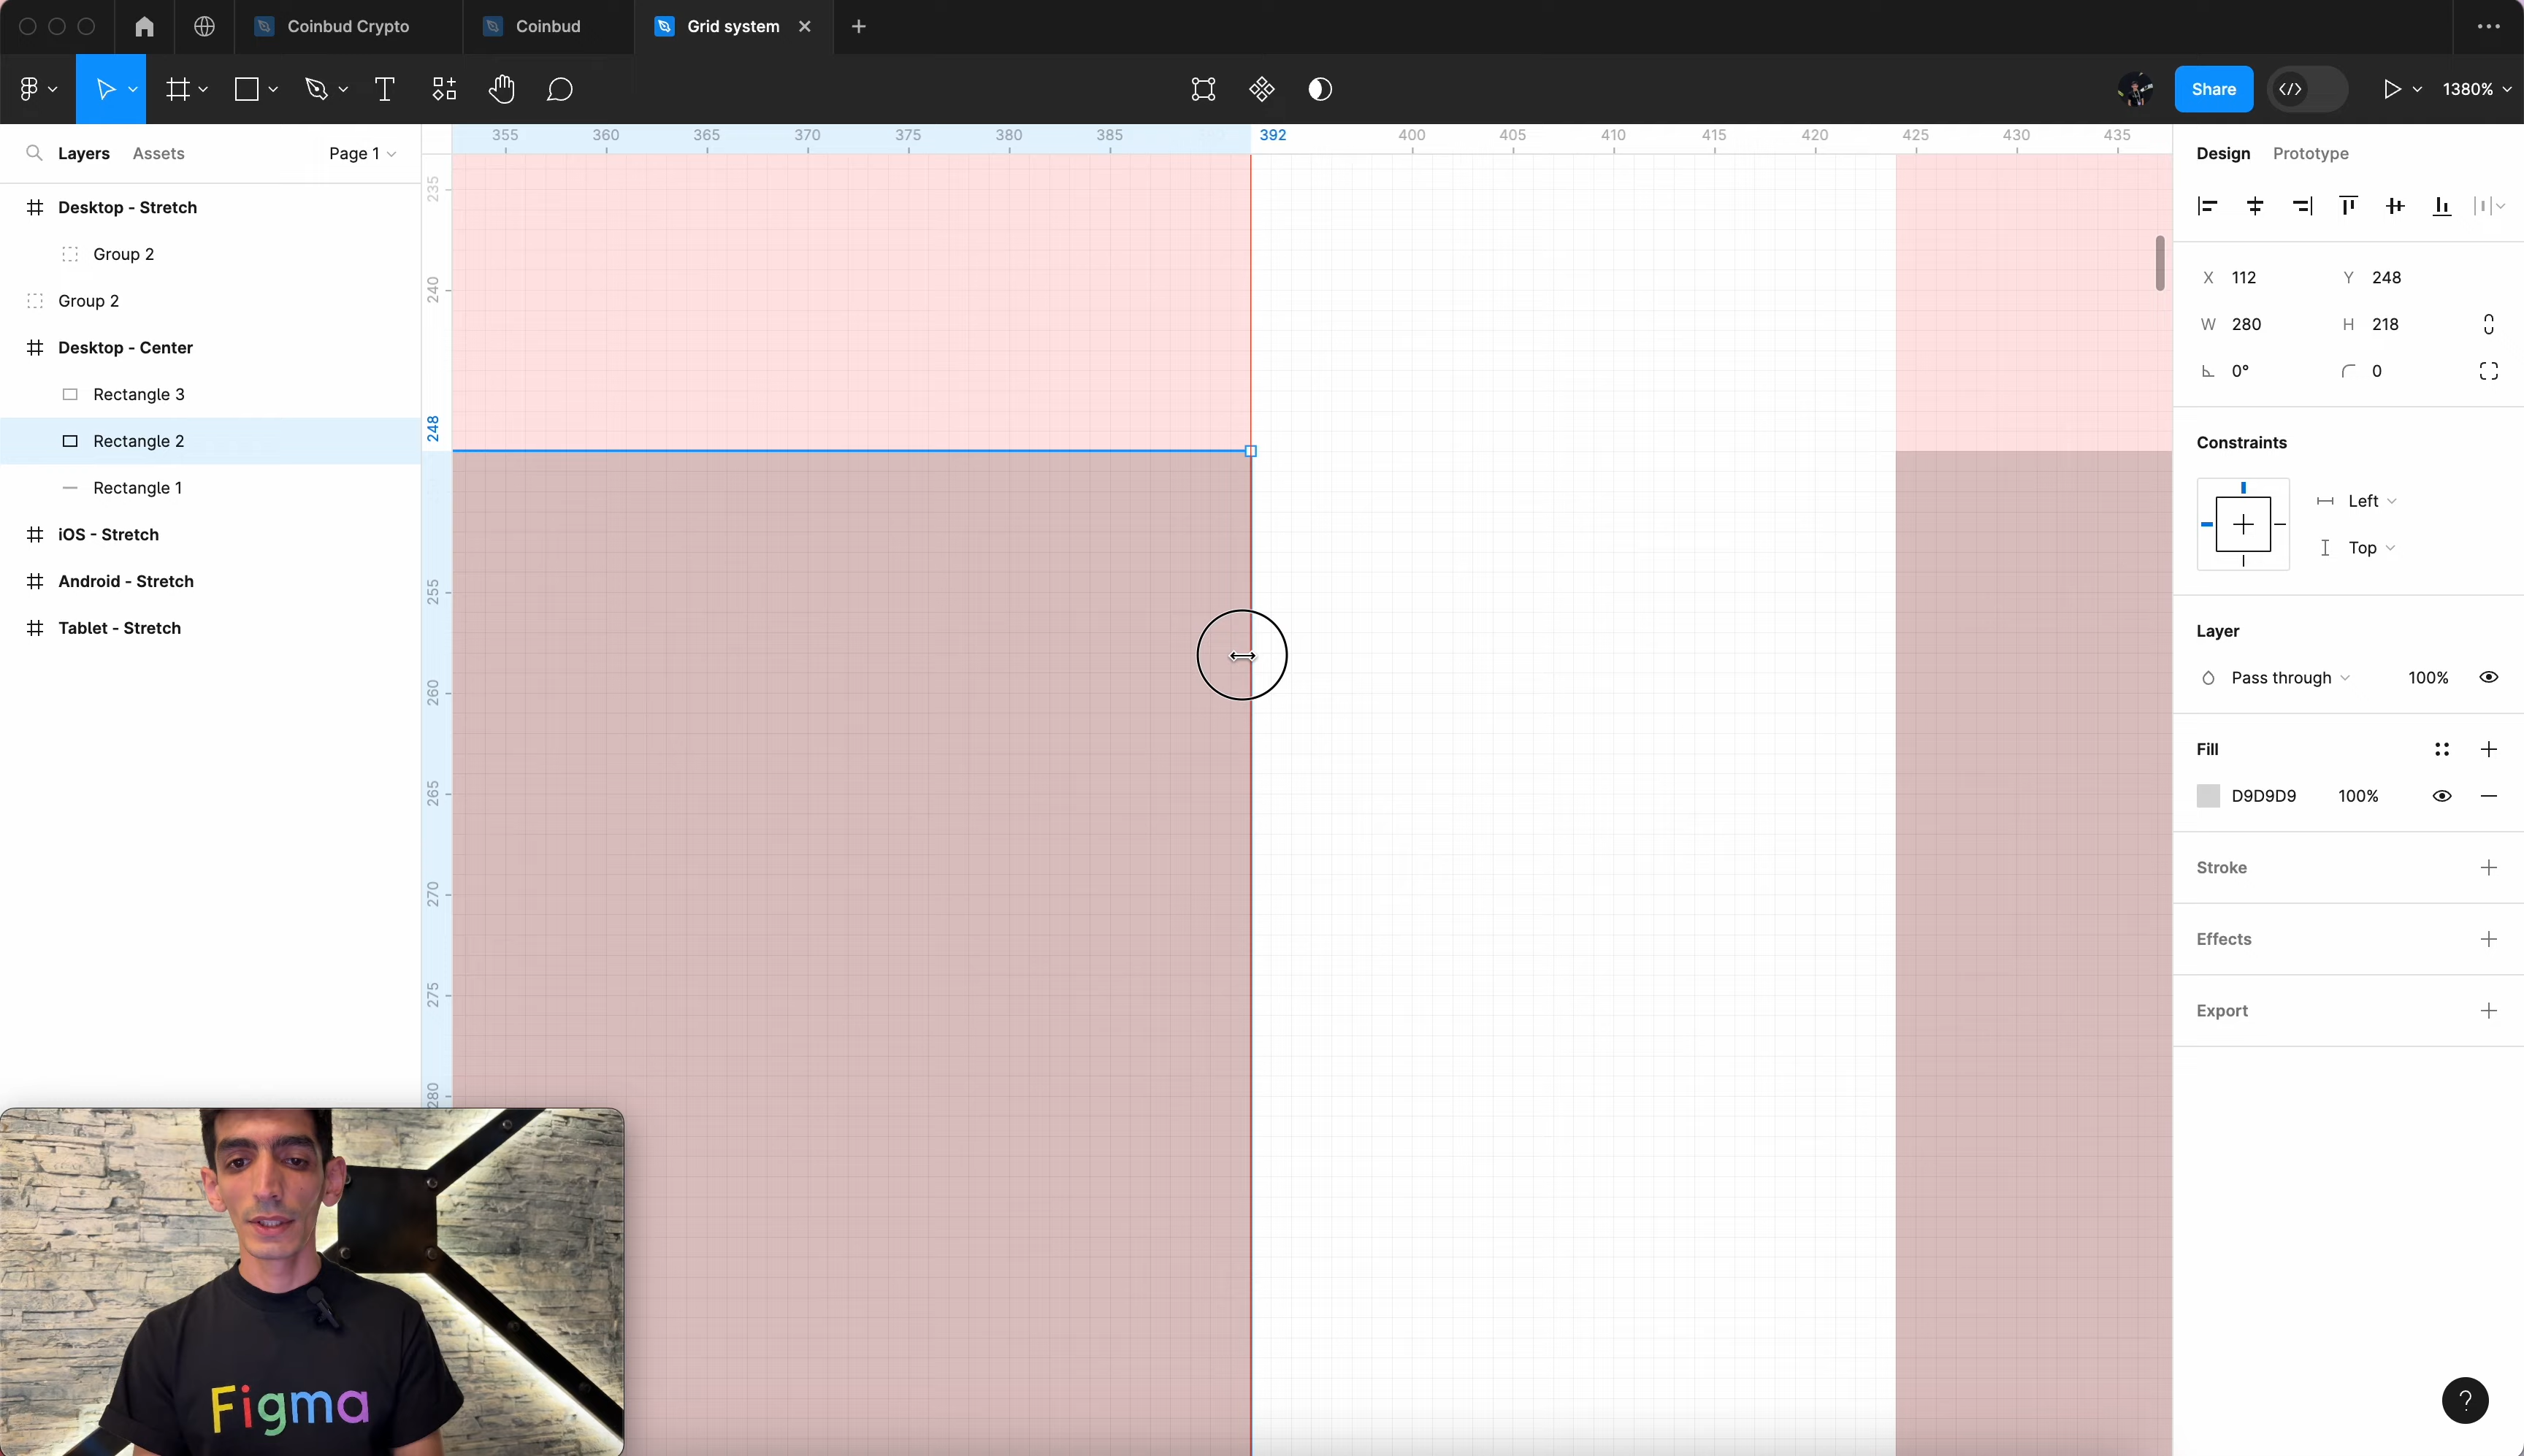 Coinbud Crypto
Coinbud
Grid system
Share
1380%
Layers Assets Page 1
Desktop - Stretch
Group 2
Group 2
Desktop - Center
Rectangle 3
Rectangle 2
Rectangle 1
iOS - Stretch
Android - Stretch
Tablet - Stretch
355 360 365 370 375 380 385 392 400 405 410 415 420 425 430 435
235
240
248
255
260
265
270
275
280
Design Prototype
X 112 Y 248
W 280 H 218
0° 0
Constraints
Left
Top
Layer
Pass through 100%
Fill
D9D9D9 100%
Stroke
Effects
Export
?
Figma